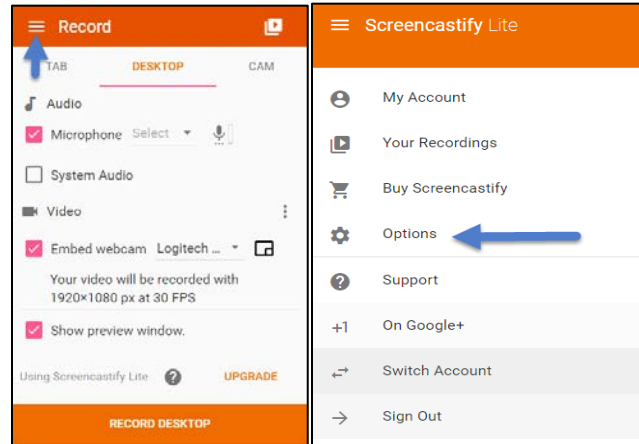 Record
TAB DESKTOP CAM
Audio
Microphone Select
System Audio
Video
Embed webcam Logitech ...
Your video will be recorded with
1920×1080 px at 30 FPS
Show preview window.
Using Screencastify Lite ? UPGRADE
RECORD DESKTOP
Screencastify Lite
My Account
Your Recordings
Buy Screencastify
Options
? Support
+1 On Google+
Switch Account
Sign Out